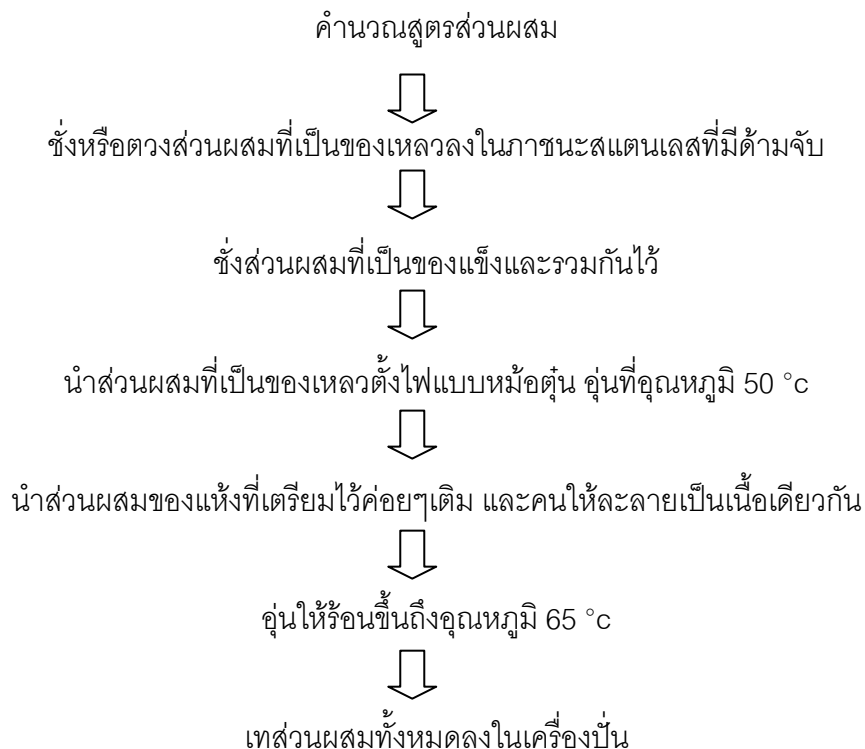 คำนวณสูตรส่วนผสม
ชั่งหรือตวงส่วนผสมที่เป็นของเหลวลงในภาชนะสแตนเลสที่มีด้ามจับ
ชั่งส่วนผสมที่เป็นของแข็งและรวมกันไว้
นำส่วนผสมที่เป็นของเหลวตั้งไฟแบบหม้อตุ๋น อุ่นที่อุณหภูมิ 50 °c
นำส่วนผสมของแห้งที่เตรียมไว้ค่อยๆเติม และคนให้ละลายเป็นเนื้อเดียวกัน
อุ่นให้ร้อนขึ้นถึงอุณหภูมิ 65 °c
เทส่วนผสมทั้งหมดลงในเครื่องปั่น